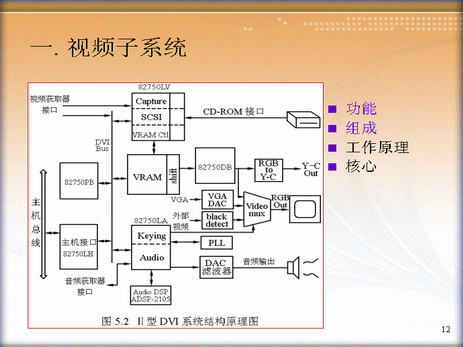 一. 视频子系统
82750LV
视频获取器
接口
Capture
SCSI
VRAM Ctl
CD-ROM 接口
DVI
Bus
82750PB
VRAM
shift
82750DB
RGB
to
Y-C
Y-C
Out
VGA
VGA
DAC
外部
视频
black
detect
Video
mux
RGB
Out
主机总线
主机接口
82750LH
82750LA
Keying
Audio
PLL
DAC
滤波器
音频输出
音频获取器
接口
Audio DSP
ADSP-2105
图 5.2 Ⅱ型 DVI 系统结构原理图
■ 功能
■ 组成
■ 工作原理
■ 核心
12